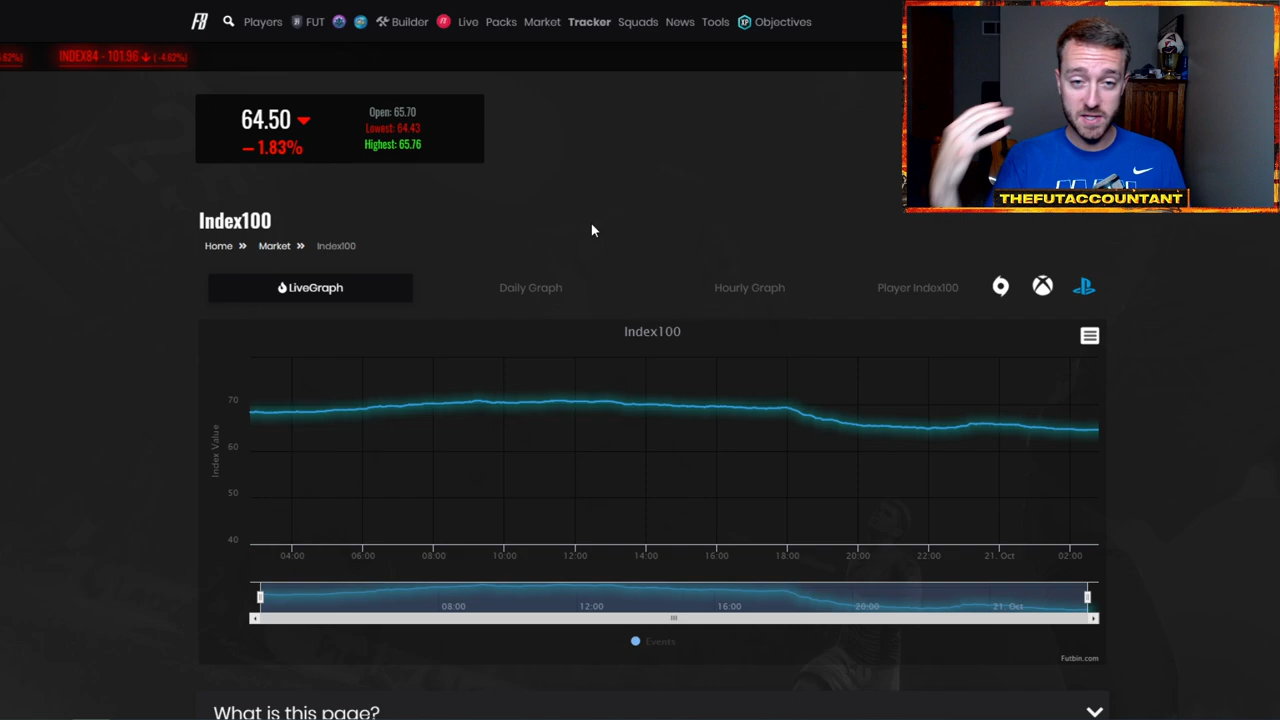 Players FUT Builder Live Packs Market Tracker Squads News Tools Objectives
INDEX84 - 101.96 (-4.62%)
64.50
– 1.83%
Open: 65.70
Lowest: 64.43
Highest: 65.76
THEFUTACCOUNTANT
Index100
Home » Market » Index100
LiveGraph Daily Graph Hourly Graph Player Index100
Index100
Index Value
70
60
50
40
04:00 06:00 08:00 10:00 12:00 14:00 16:00 18:00 20:00 22:00 21. Oct 02:00
08:00 12:00 16:00 20:00 21. Oct
Events
Futbin.com
What is this page?